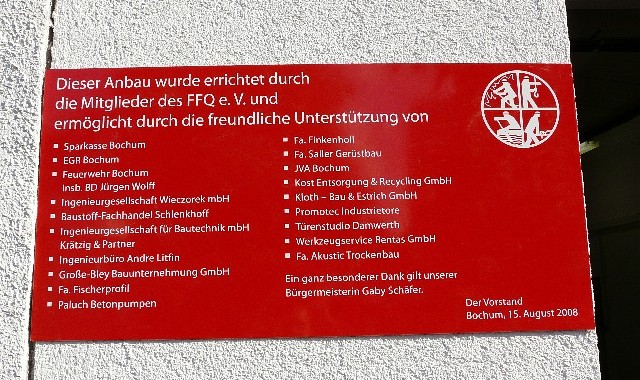 Dieser Anbau wurde errichtet durch
die Mitglieder des FFQ e. V. und
ermöglicht durch die freundliche Unterstützung von
Sparkasse Bochum
EGR Bochum
Feuerwehr Bochum
Insb. BD Jürgen Wolff
Ingenieurgesellschaft Wieczorek mbH
Baustoff-Fachhandel Schlenkhoff
Ingenieurgesellschaft für Bautechnik mbH
Krätzig & Partner
Ingenieurbüro Andre Litfin
Große-Bley Bauunternehmung GmbH
Fa. Fischerprofil
Paluch Betonpumpen
Fa. Finkenholl
Fa. Saller Gerüstbau
JVA Bochum
Kost Entsorgung & Recycling GmbH
Kloth – Bau & Estrich GmbH
Promotec Industrietore
Türenstudio Damwerth
Werkzeugservice Rentas GmbH
Fa. Akustic Trockenbau
Ein ganz besonderer Dank gilt unserer
Bürgermeisterin Gaby Schäfer.
Der Vorstand
Bochum, 15. August 2008